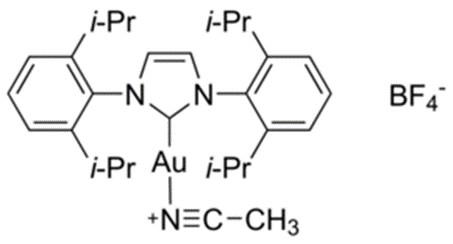 i-Pr i-Pr
N N
BF4-
i-Pr Au i-Pr
+N≡C CH3